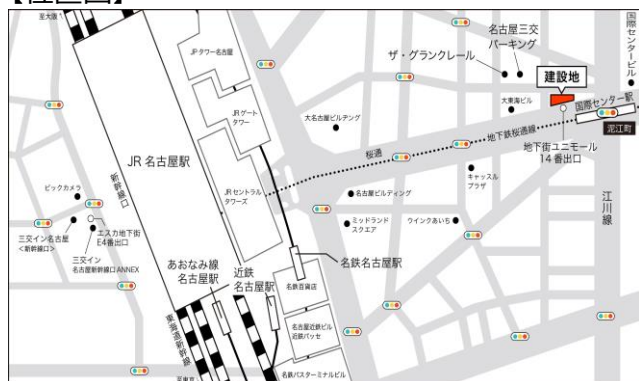 【位置図】
至大阪
JPタワー名古屋
名古屋三交
パーキング
ザ・グランクレール
国際センタービル
建設地
JRゲート
タワー
大名古屋ビルヂング
大東海ビル
国際センター駅
泥江町
地下鉄桜通線
桜通
地下街ユニモール
14番出口
JR名古屋駅
新幹線口
JRセントラル
タワーズ
キャッスル
プラザ
江川線
ビックカメラ
名古屋ビルディング
三交イン名古屋
<新幹線口>
エスカ地下街
E4番出口
ミッドランド
スクエア
ウインクあいち
三交イン
名古屋新幹線口ANNEX
あおなみ線
名古屋駅
近鉄
名古屋駅
名鉄名古屋駅
名鉄百貨店
東海道新幹線
名古屋近鉄ビル
近鉄パッセ
名鉄バスターミナルビル
至東京